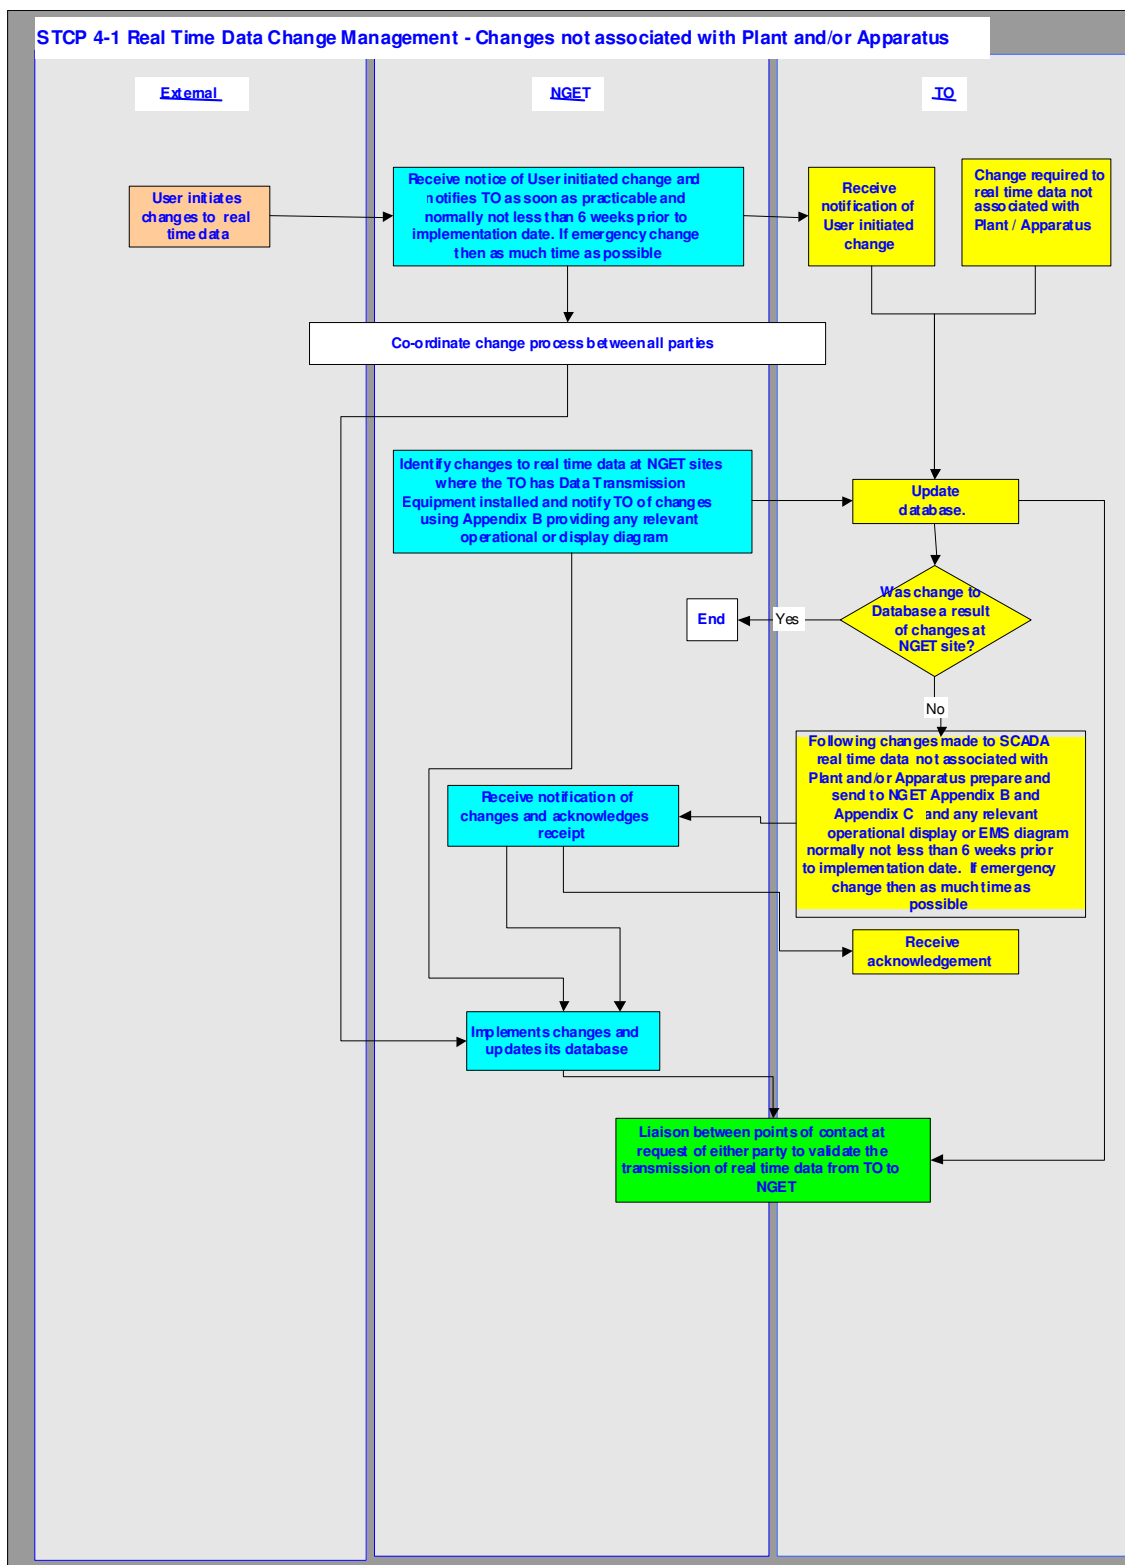 STCP 4-1 Real Time Data Change Management - Changes not associated with Plant and/or Apparatus
External
NGET
TO
User initiates
changes to real
time data
Receive notice of User initiated change and
notifies TO as soon as practicable and
normally not less than 6 weeks prior to
implementation date. If emergency change
then as much time as possible
Receive
notification of
User initiated
change
Change required to
real time data not
associated with
Plant / Apparatus
Co-ordinate change process between all parties
Identify changes to real time data at NGET sites
where the TO has Data Transmission
Equipment installed and notify TO of changes
using Appendix B providing any relevant
operational or display diagram
Update
database.
Was change to
Database a result
of changes at
NGET site?
Yes
End
No
Following changes made to SCADA
real time data not associated with
Plant and/or Apparatus prepare and
send to NGET Appendix B and
Appendix C and any relevant
operational display or EMS diagram
normally not less than 6 weeks prior
to implementation date. If emergency
change then as much time as
possible
Receive notification of
changes and acknowledges
receipt
Receive
acknowledgement
Implements changes and
updates its database
Liaison between points of contact at
request of either party to validate the
transmission of real time data from TO to
NGET